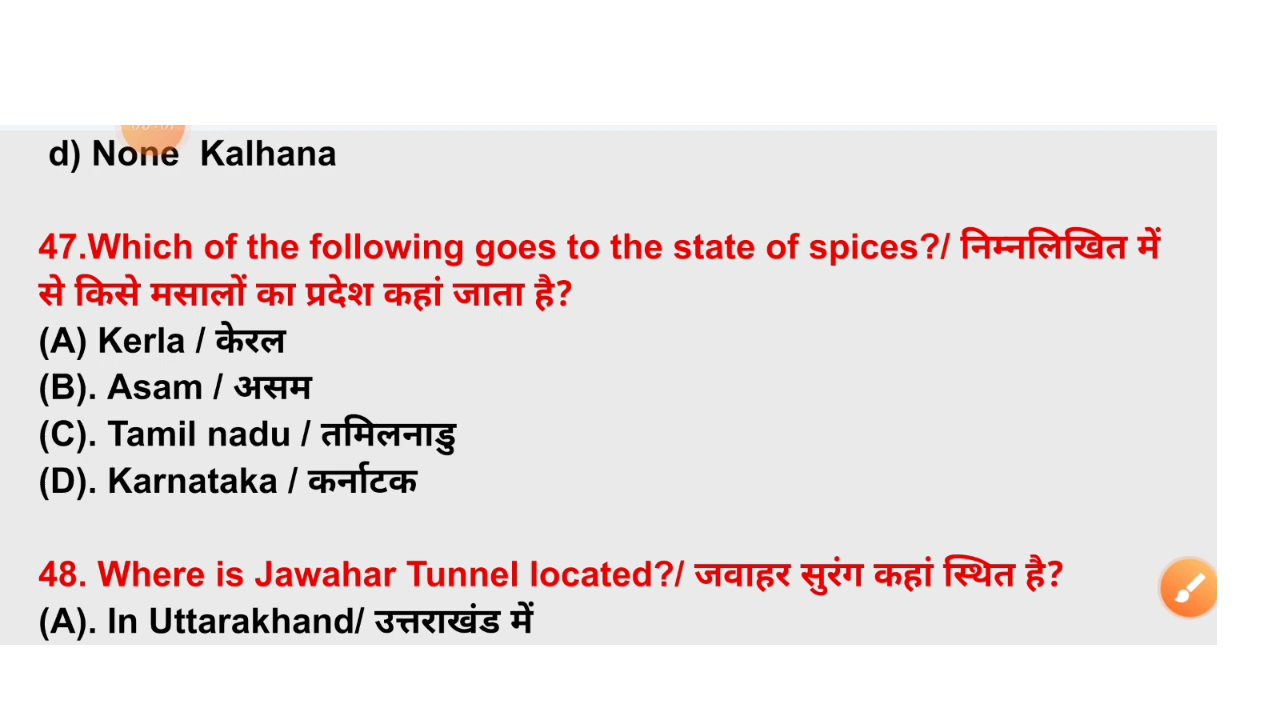 d) None  Kalhana
47.Which of the following goes to the state of spices?/ निम्नलिखित में
से किसे मसालों का प्रदेश कहां जाता है?
(A) Kerla / केरल
(B). Asam / असम
(C). Tamil nadu / तमिलनाडु
(D). Karnataka / कर्नाटक
48. Where is Jawahar Tunnel located?/ जवाहर सुरंग कहां स्थित है?
(A). In Uttarakhand/ उत्तराखंड में